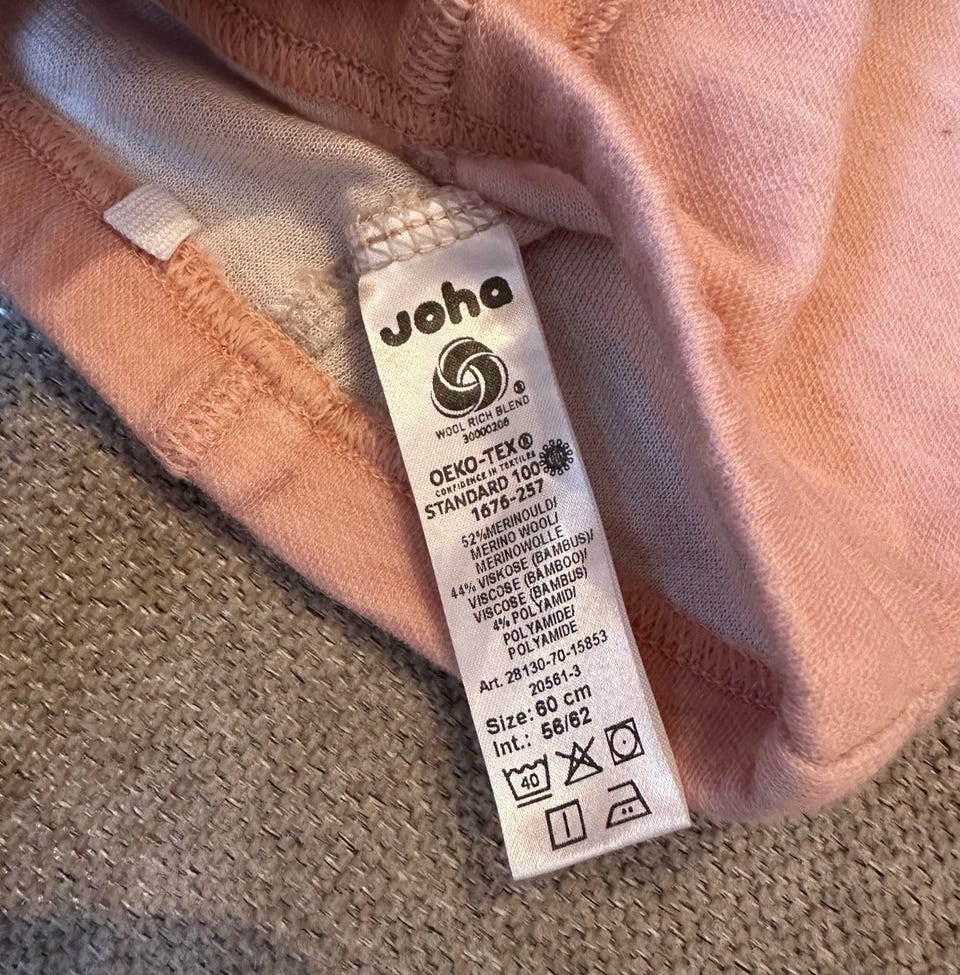 Joha
WOOL RICH BLEND
30000206
OEKO-TEX®
CONFIDENCE IN TEXTILES
STANDARD 100
1676-257
52%MERINOULD/
MERINO WOOL/
MERINOWOLLE
44% VISKOSE (BAMBUS)/
VISCOSE (BAMBOO)/
VISCOSE (BAMBUS)
4% POLYAMID/
POLYAMIDE/
POLYAMIDE
Art. 28130-70-15853
20561-3
Size: 60 cm
Int.: 56/62
40